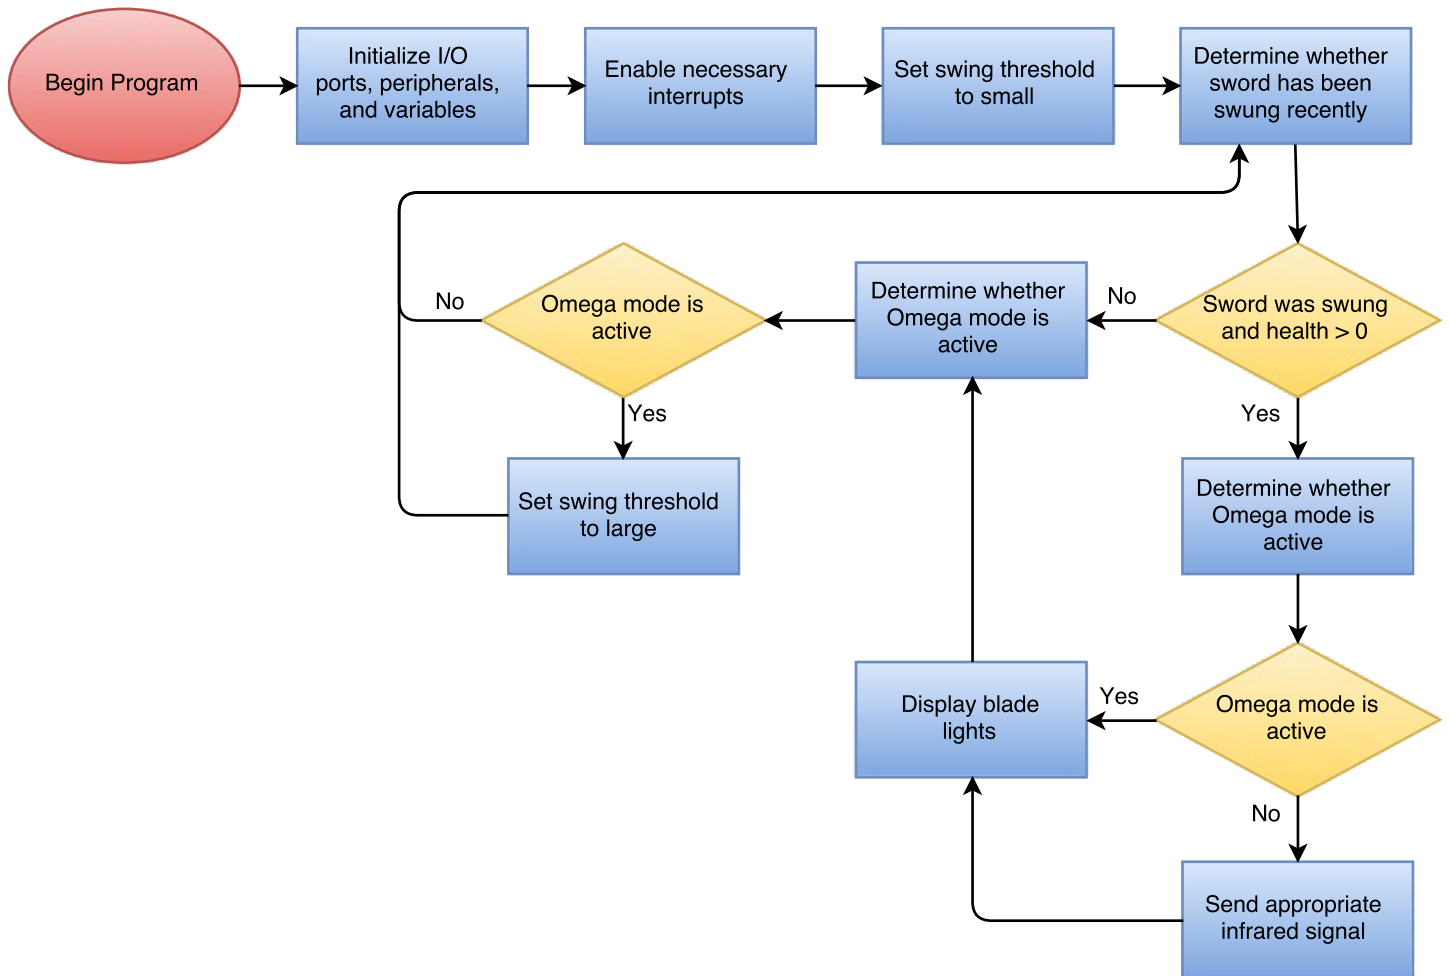 Begin Program
Initialize I/O
ports, peripherals,
and variables
Enable necessary
interrupts
Set swing threshold
to small
Determine whether
sword has been
swung recently
No
Omega mode is
active
Determine whether
Omega mode is
active
No
Sword was swung
and health > 0
Yes
Yes
Set swing threshold
to large
Determine whether
Omega mode is
active
Display blade
lights
Yes
Omega mode is
active
No
Send appropriate
infrared signal